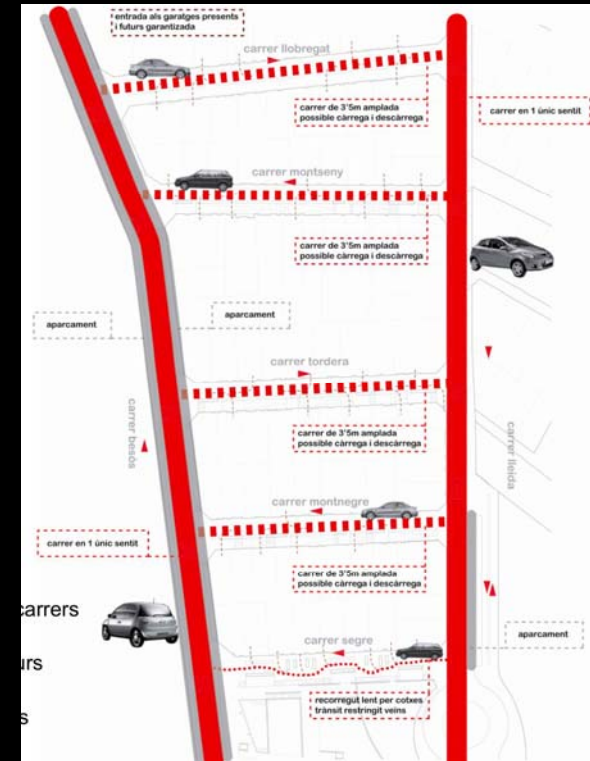 entrada als garatges presents
i futurs garantizada
carrer llobregat
carrer de 3'5m amplada
possible càrrega i descàrrega
carrer en 1 únic sentit
carrer montseny
carrer de 3'5m amplada
possible càrrega i descàrrega
aparcament
aparcament
carrer tordera
carrer besòs
carrer de 3'5m amplada
possible càrrega i descàrrega
carrer lleida
carrer montnegre
carrer en 1 únic sentit
carrer de 3'5m amplada
possible càrrega i descàrrega
carrers
carrer segre
aparcament
urs
s
recorregut lent per cotxes
trànsit restringit veïns